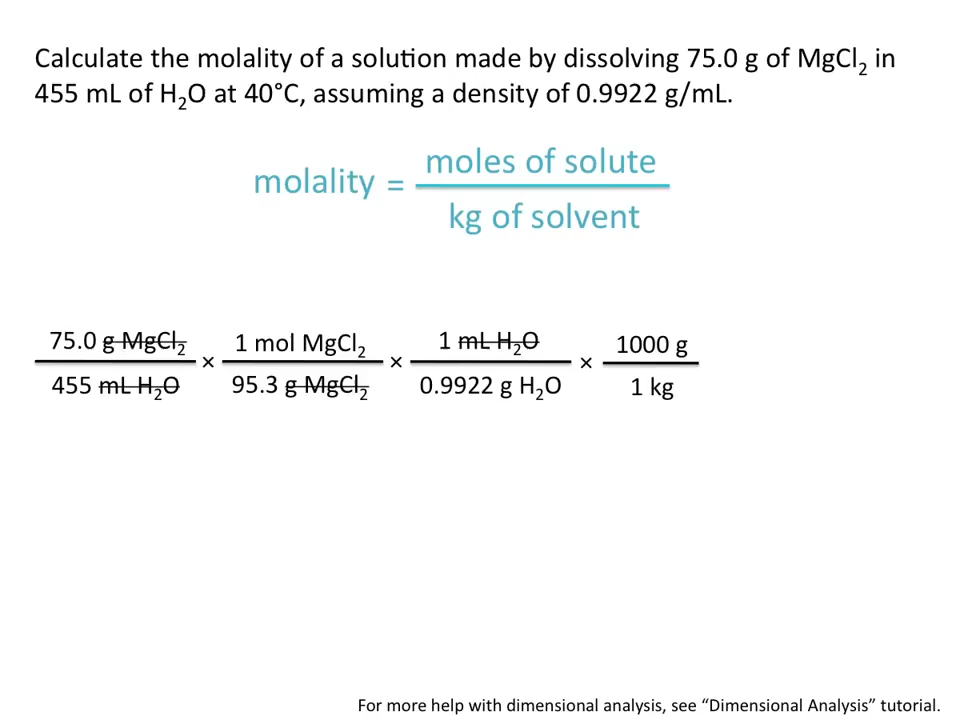 Calculate the molality of a solution made by dissolving 75.0 g of MgCl₂ in
455 mL of H₂O at 40°C, assuming a density of 0.9922 g/mL.
molality = moles of solute
kg of solvent
75.0 g MgCl₂ × 1 mol MgCl₂ × 1 mL H₂O × 1000 g
455 mL H₂O 95.3 g MgCl₂ 0.9922 g H₂O 1 kg
For more help with dimensional analysis, see “Dimensional Analysis” tutorial.